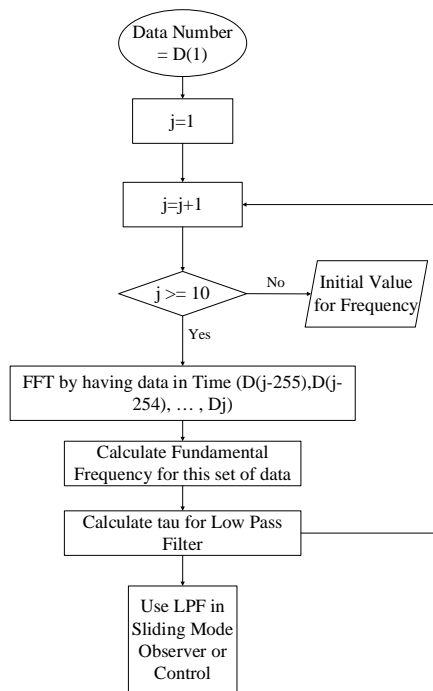 Data Number
= D(1)
j=1
j=j+1
j >= 10
No
Initial Value
for Frequency
Yes
FFT by having data in Time (D(j-255),D(j-
254), … , Dj)
Calculate Fundamental
Frequency for this set of data
Calculate tau for Low Pass
Filter
Use LPF in
Sliding Mode
Observer or
Control